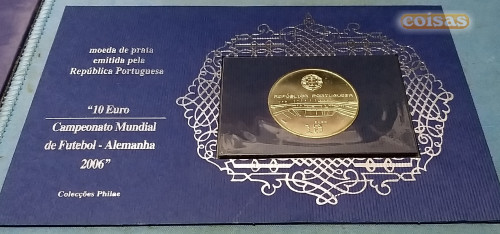 coisas
moeda de prata
emitida pela
República Portuguesa
"10 Euro
Campeonato Mundial
de Futebol - Alemanha
2006"
Colecções Philae
REPÚBLICA PORTUGUESA